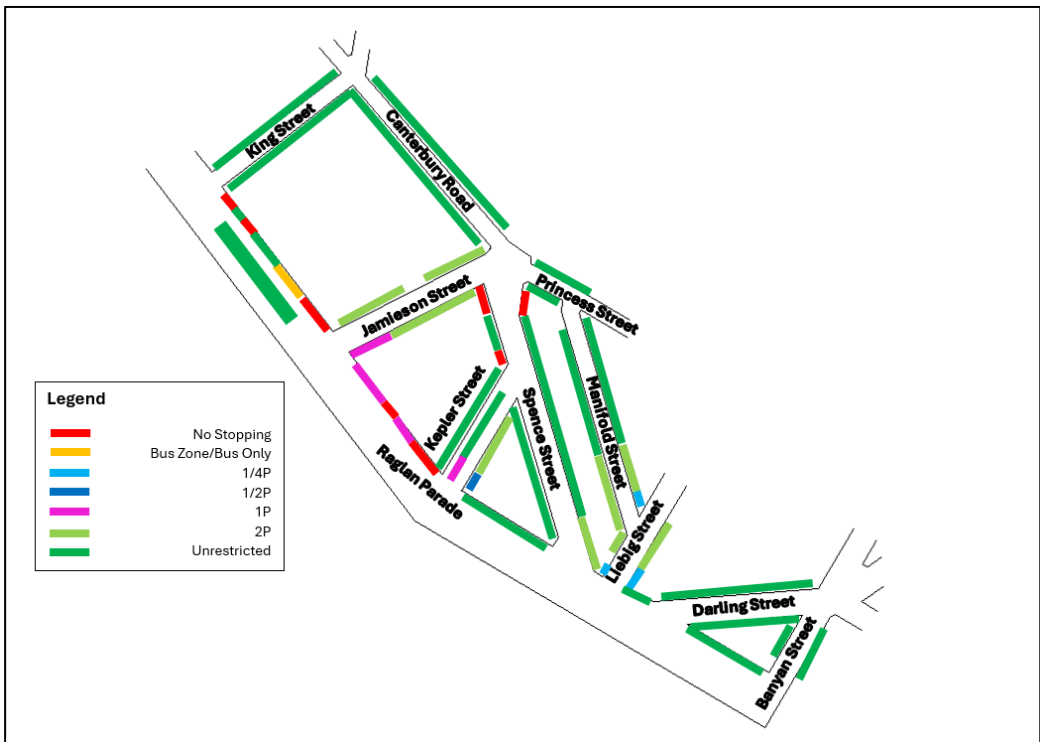 King Street
Canterbury Road
Princess Street
Jamieson Street
Kepler Street
Spence Street
Manifold Street
Raglan Parade
Liebig Street
Darling Street
Banyan Street
Legend
No Stopping
Bus Zone/Bus Only
1/4P
1/2P
1P
2P
Unrestricted